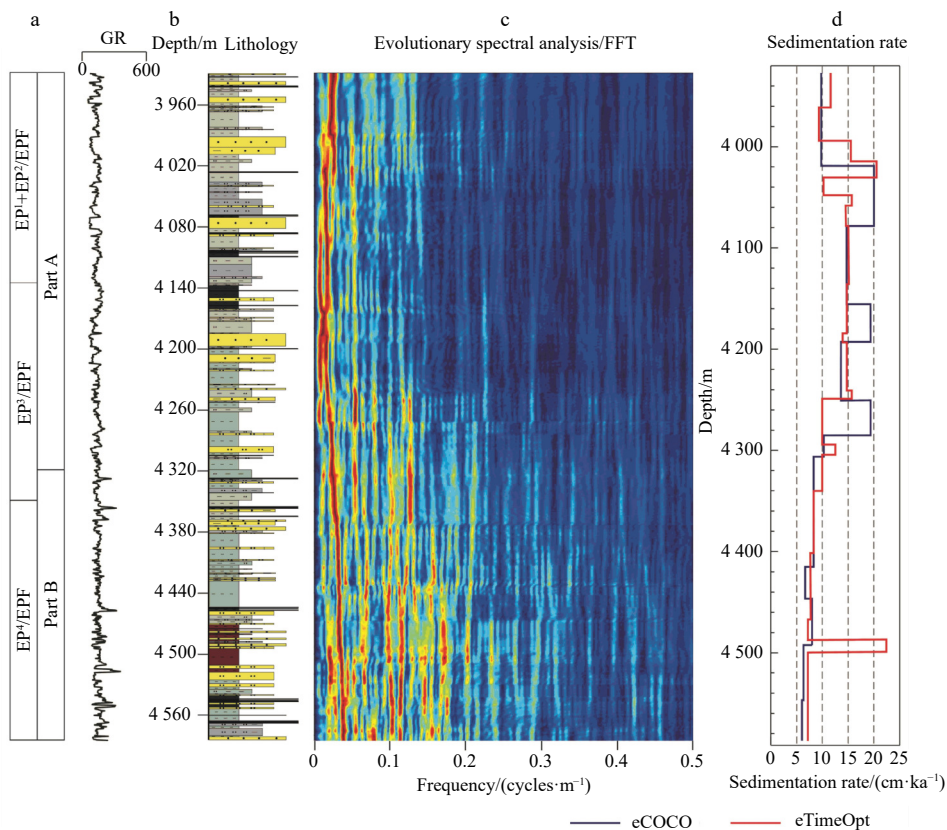 a
b
c
d
GR
Depth/m Lithology
Evolutionary spectral analysis/FFT
Sedimentation rate
0 600
EP¹+EP²/EPF
EP³/EPF
EP⁴/EPF
Part A
Part B
3 960
4 020
4 080
4 140
4 200
4 260
4 320
4 380
4 440
4 500
4 560
0 0.1 0.2 0.3 0.4 0.5
Frequency/(cycles·m⁻¹)
Depth/m
4 000
4 100
4 200
4 300
4 400
4 500
0 5 10 15 20 25
Sedimentation rate/(cm·ka⁻¹)
eCOCO eTimeOpt